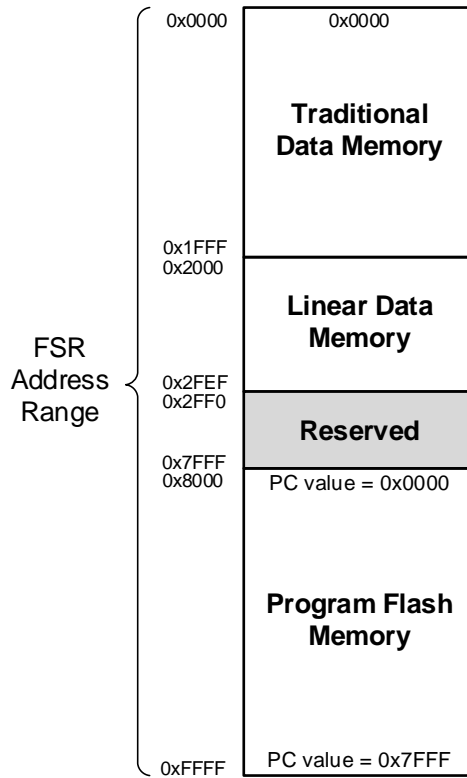 0x0000
0x0000
Traditional
Data Memory
0x1FFF
0x2000
Linear Data
Memory
FSR
Address
Range
0x2FEF
0x2FF0
Reserved
0x7FFF
0x8000
PC value = 0x0000
Program Flash
Memory
0xFFFF
PC value = 0x7FFF